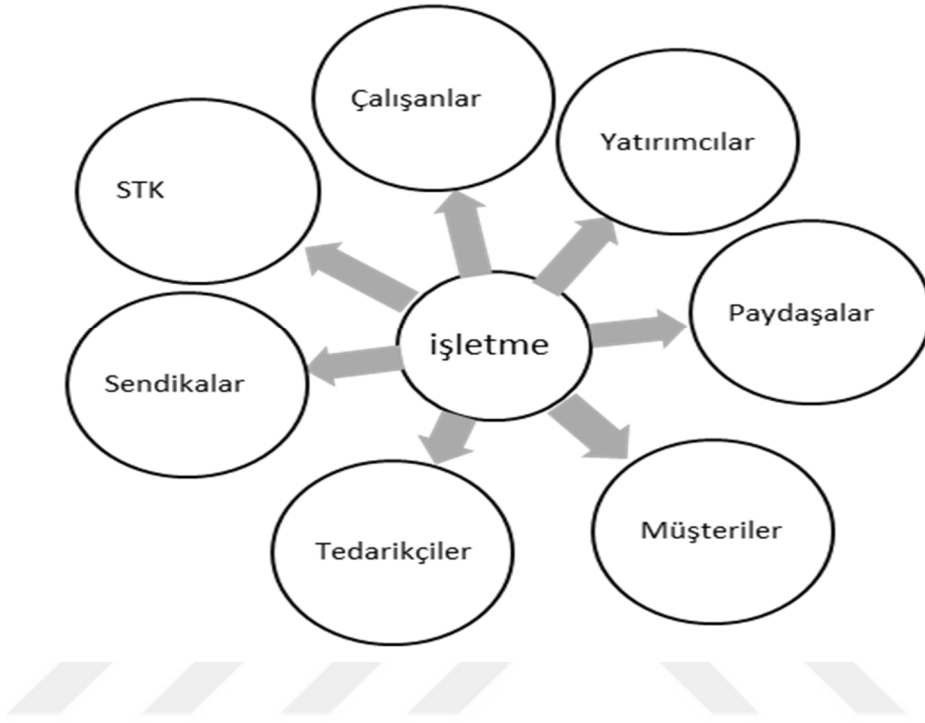 Çalışanlar
Yatırımcılar
STK
Paydaşalar
işletme
Sendikalar
Müşteriler
Tedarikçiler